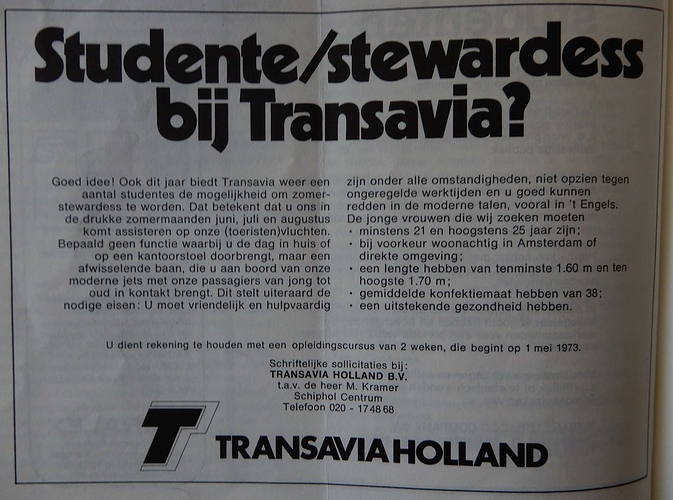 Studente/stewardess
bij Transavia?
Goed idee! Ook dit jaar biedt Transavia weer een
aantal studentes de mogelijkheid om zomer-
stewardess te worden. Dat betekent dat u ons in
de drukke zomermaanden juni, juli en augustus
komt assisteren op onze (toeristen)vluchten.
Bepaald geen functie waarbij u de dag in huis of
op een kantoorstoel doorbrengt, maar een
afwisselende baan, die u aan boord van onze
moderne jets met onze passagiers van jong tot
oud in kontakt brengt. Dit stelt uiteraard de
nodige eisen: U moet vriendelijk en hulpvaardig
zijn onder alle omstandigheden, niet opzien tegen
ongeregelde werktijden en u goed kunnen
redden in de moderne talen, vooral in 't Engels.
De jonge vrouwen die wij zoeken moeten
· minstens 21 en hoogstens 25 jaar zijn;
· bij voorkeur woonachtig in Amsterdam of
direkte omgeving;
· een lengte hebben van tenminste 1.60 m en ten
hoogste 1.70 m;
· gemiddelde konfektiemaat hebben van 38;
· een uitstekende gezondheid hebben.
U dient rekening te houden met een opleidingscursus van 2 weken, die begint op 1 mei 1973.
Schriftelijke sollicitaties bij:
TRANSAVIA HOLLAND B.V.
t.a.v. de heer M. Kramer
Schiphol Centrum
Telefoon 020 - 17 48 68
T TRANSAVIA HOLLAND